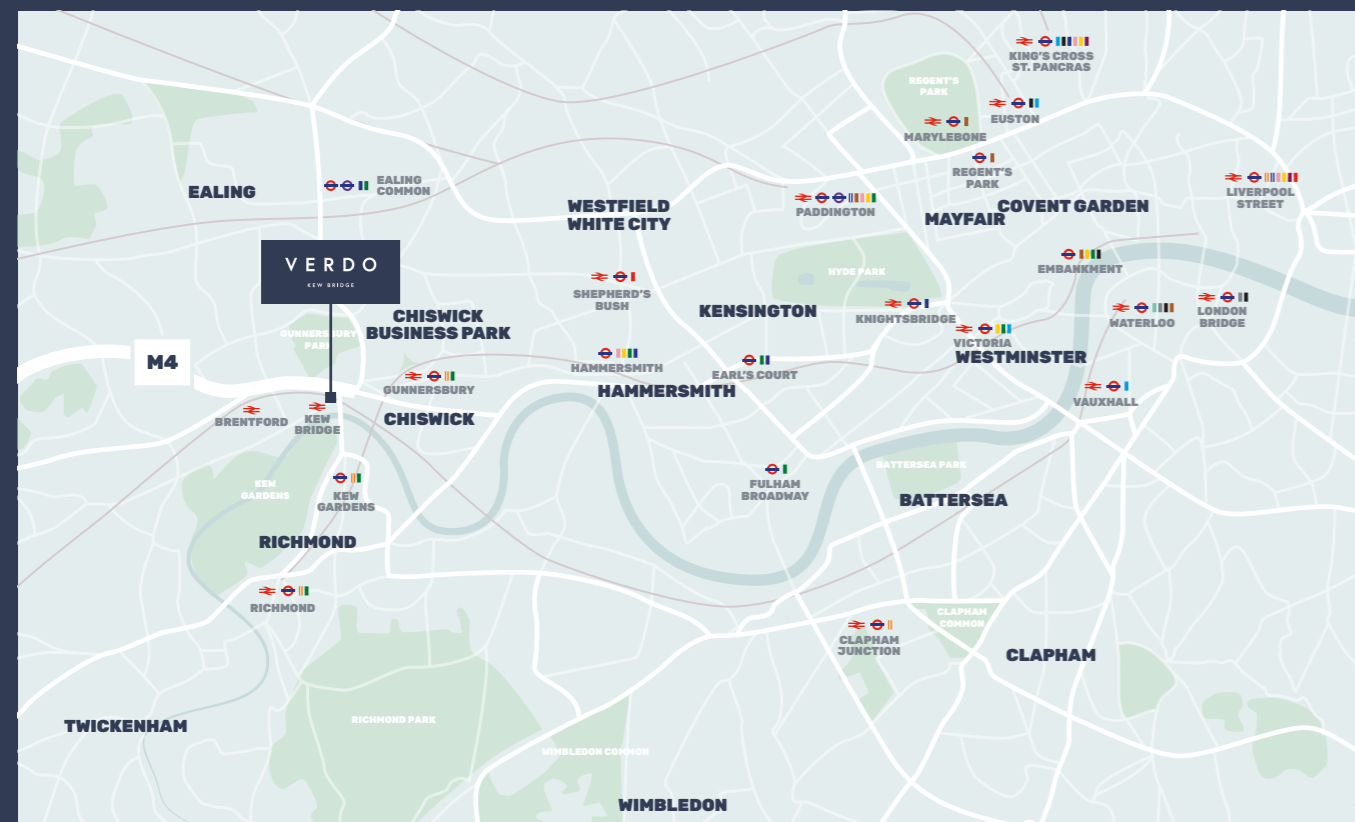 KING'S CROSS
ST. PANCRAS
REGENT'S
PARK
EUSTON
MARYLEBONE
REGENT'S
PARK
EALING
COMMON
EALING
WESTFIELD
WHITE CITY
PADDINGTON
MAYFAIR
COVENT GARDEN
LIVERPOOL
STREET
VERDO
KEW BRIDGE
HYDE PARK
EMBANKMENT
SHEPHERD'S
BUSH
KENSINGTON
KNIGHTSBRIDGE
WATERLOO
LONDON
BRIDGE
CHISWICK
BUSINESS PARK
GUNNERSBURY
PARK
VICTORIA
WESTMINSTER
M4
HAMMERSMITH
EARL'S COURT
GUNNERSBURY
HAMMERSMITH
VAUXHALL
BRENTFORD
KEW
BRIDGE
CHISWICK
BATTERSEA PARK
KEW
GARDENS
KEW
GARDENS
FULHAM
BROADWAY
BATTERSEA
RICHMOND
RICHMOND
CLAPHAM
COMMON
CLAPHAM
JUNCTION
CLAPHAM
TWICKENHAM
RICHMOND PARK
WIMBLEDON COMMON
WIMBLEDON